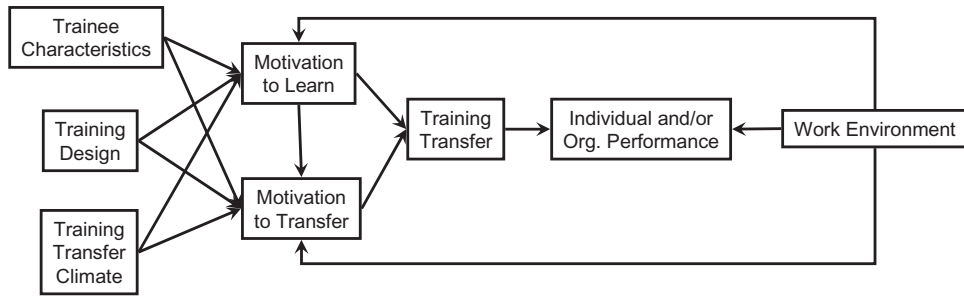 Trainee
Characteristics
Motivation
to Learn
Training
Design
Training
Transfer
Individual and/or
Org. Performance
Work Environment
Motivation
to Transfer
Training
Transfer
Climate